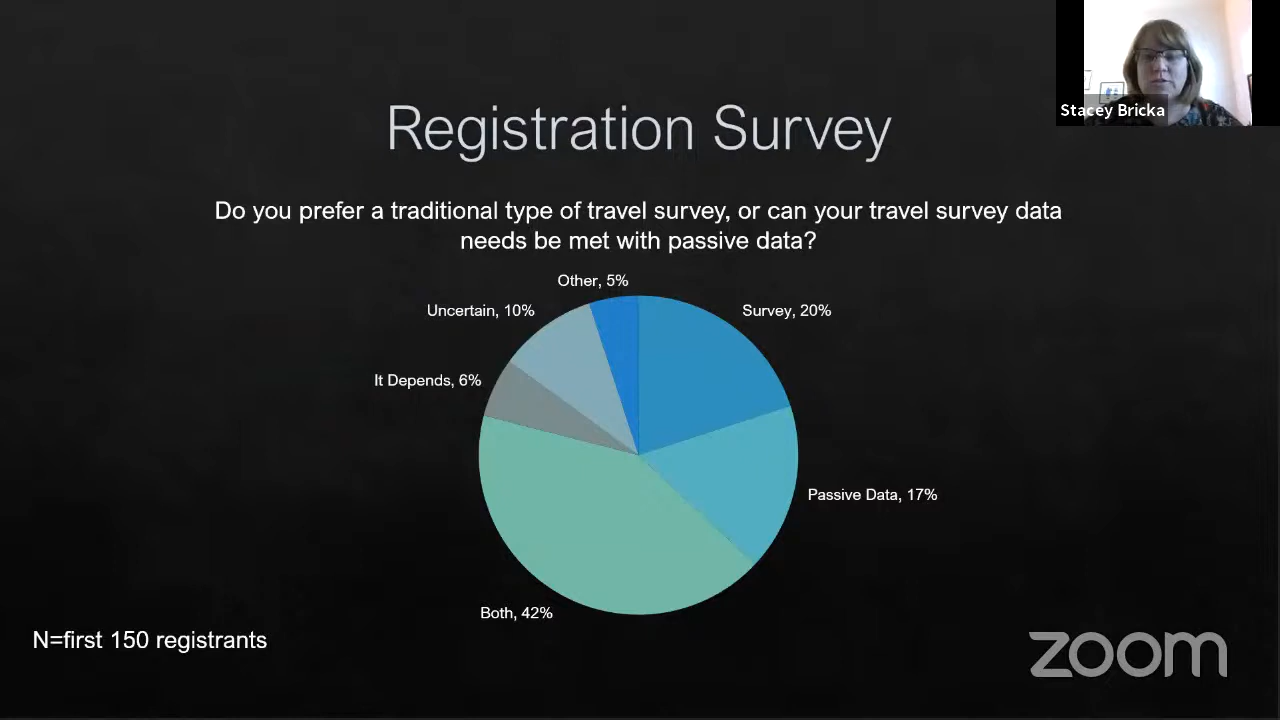 Stacey Bricka
Registration Survey
Do you prefer a traditional type of travel survey, or can your travel survey data
needs be met with passive data?
Other, 5%
Uncertain, 10%
Survey, 20%
It Depends, 6%
Passive Data, 17%
Both, 42%
N=first 150 registrants
zoom